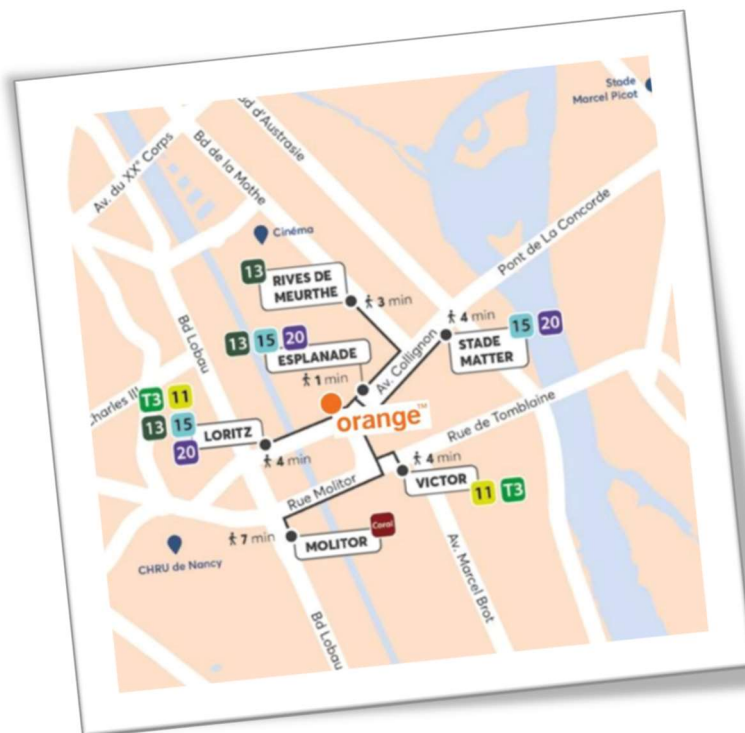 Stade
Marcel Picot
Bd d'Austrasie
Av. du XXe Corps
Bd de la Mothe
Pont de La Concorde
Cinéma
13
RIVES DE
MEURTHE
3 min
4 min
15 20
STADE
MATTER
Bd Lobau
13 15 20
ESPLANADE
1 min
Av. Collignon
Charles III
T3 11
13 15
20
LORITZ
4 min
orange™
Rue de Tomblaine
4 min
VICTOR
11 T3
Rue Molitor
7 min
MOLITOR
Corol
CHRU de Nancy
Av. Marcel Brot
Bd Lobau